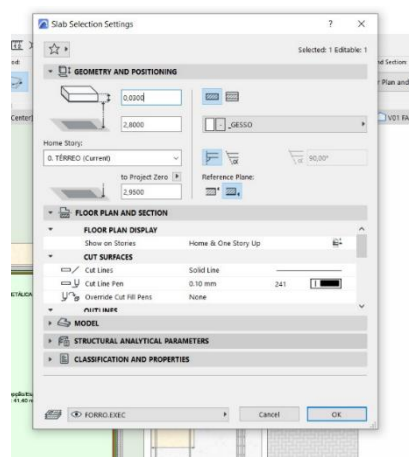 Slab Selection Settings
?
Selected: 1 Editable: 1
GEOMETRY AND POSITIONING
0,0300
2,8000
_GESSO
Home Story:
0. TÉRREO (Current)
90,00°
to Project Zero
Reference Plane:
2,9500
FLOOR PLAN AND SECTION
FLOOR PLAN DISPLAY
Show on Stories Home & One Story Up
CUT SURFACES
Cut Lines Solid Line
Cut Line Pen 0.10 mm 241
Override Cut Fill Pens None
OUTLINES
MODEL
STRUCTURAL ANALYTICAL PARAMETERS
CLASSIFICATION AND PROPERTIES
FORRO.EXEC
Cancel
OK
nd Section:
r Plan and
V01 FA
Center)
ETÁLICA